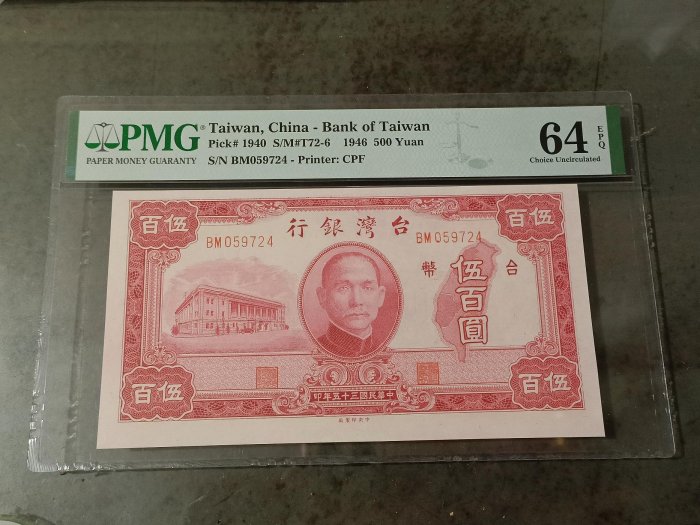 PMG® Taiwan, China - Bank of Taiwan
Pick# 1940 S/M#T72-6 1946 500 Yuan
PAPER MONEY GUARANTY
S/N BM059724 - Printer: CPF
64 EPQ
Choice Uncirculated
百伍
行銀灣台
百伍
BM059724
BM059724
幣 台
伍百圓
百伍
印年五十三國民華中
百伍